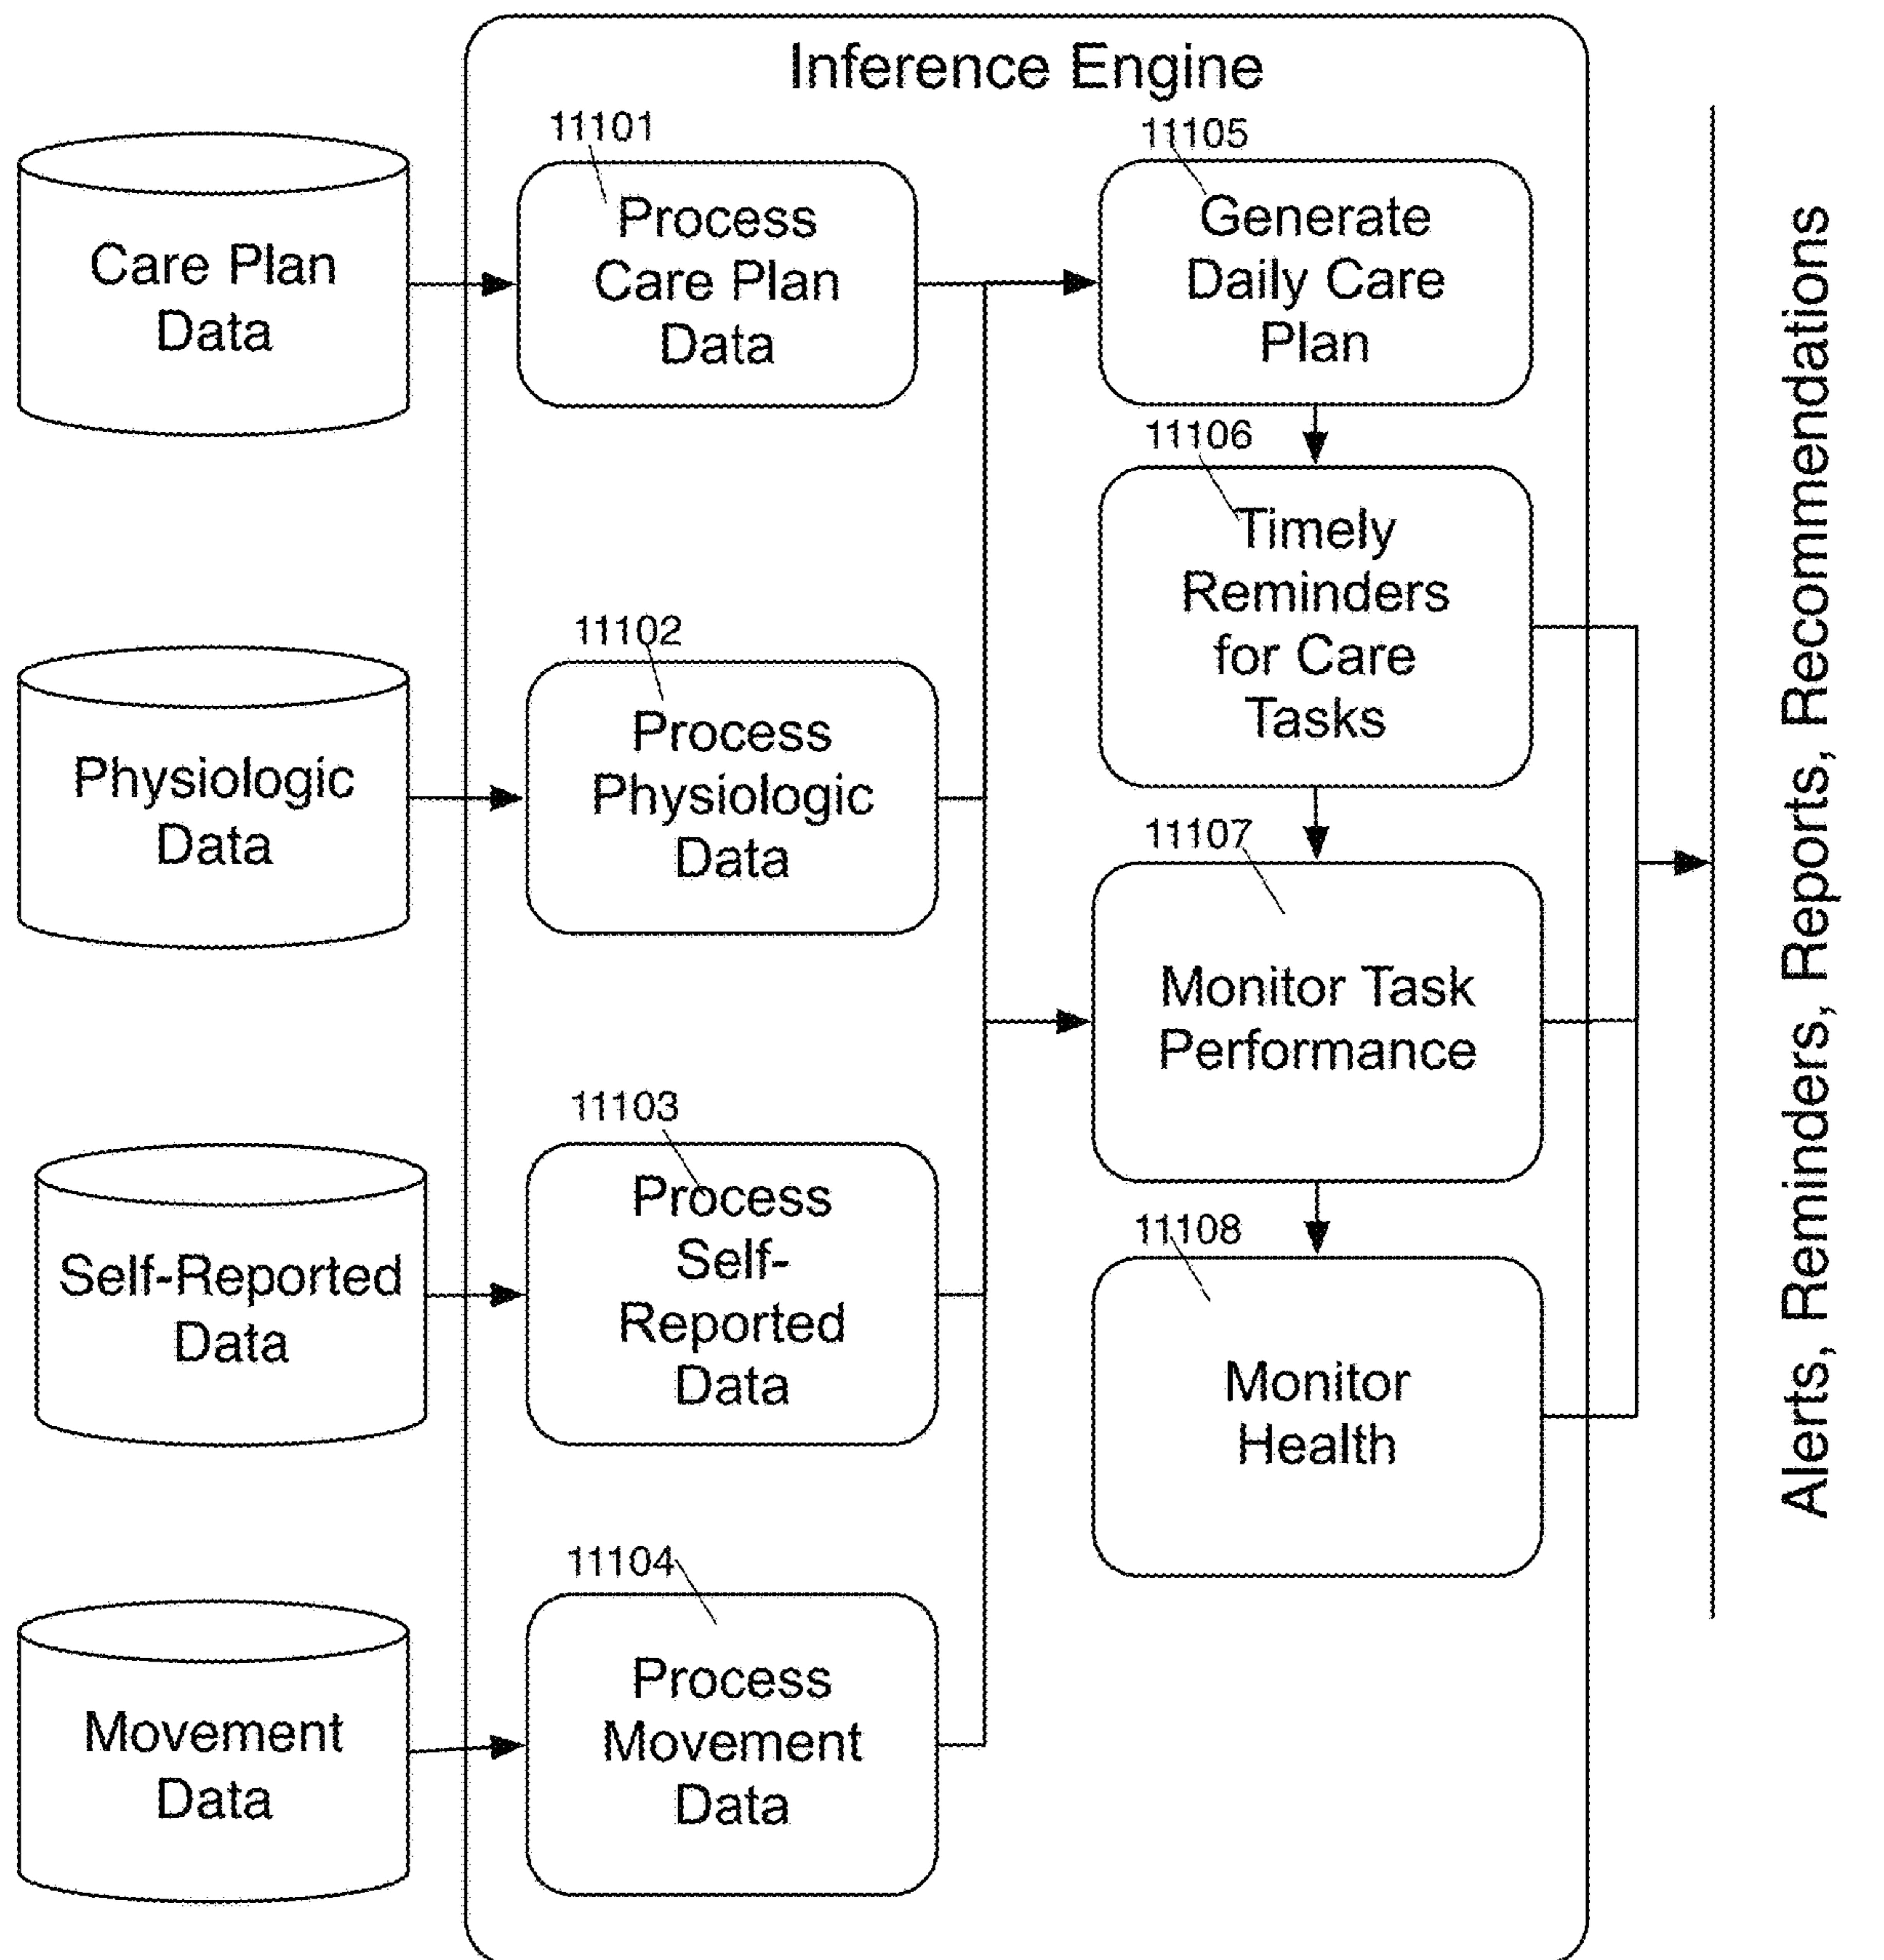 Inference Engine
11101
11105
Care Plan
Data
Process
Care Plan
Data
Generate
Daily Care
Plan
11106
Timely
Reminders
for Care
Tasks
11102
Physiologic
Data
Process
Physiologic
Data
11107
Monitor Task
Performance
11103
Self-Reported
Data
Process
Self-
Reported
Data
11108
Monitor
Health
11104
Movement
Data
Process
Movement
Data
Alerts, Reminders, Reports, Recommendations